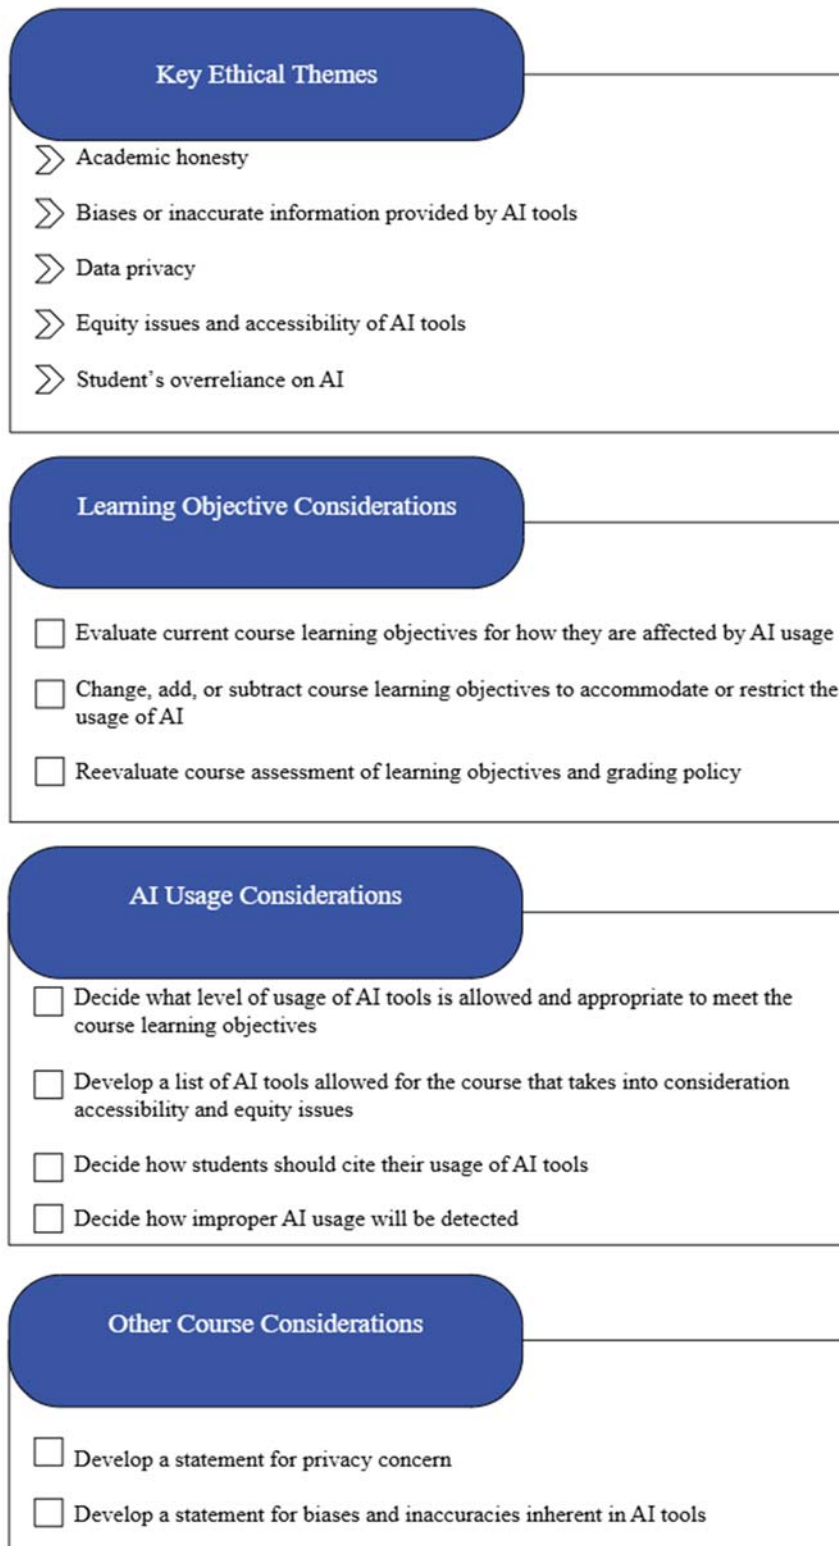 Key Ethical Themes
Academic honesty
Biases or inaccurate information provided by AI tools
Data privacy
Equity issues and accessibility of AI tools
Student’s overreliance on AI
Learning Objective Considerations
Evaluate current course learning objectives for how they are affected by AI usage
Change, add, or subtract course learning objectives to accommodate or restrict the
usage of AI
Reevaluate course assessment of learning objectives and grading policy
AI Usage Considerations
Decide what level of usage of AI tools is allowed and appropriate to meet the
course learning objectives
Develop a list of AI tools allowed for the course that takes into consideration
accessibility and equity issues
Decide how students should cite their usage of AI tools
Decide how improper AI usage will be detected
Other Course Considerations
Develop a statement for privacy concern
Develop a statement for biases and inaccuracies inherent in AI tools